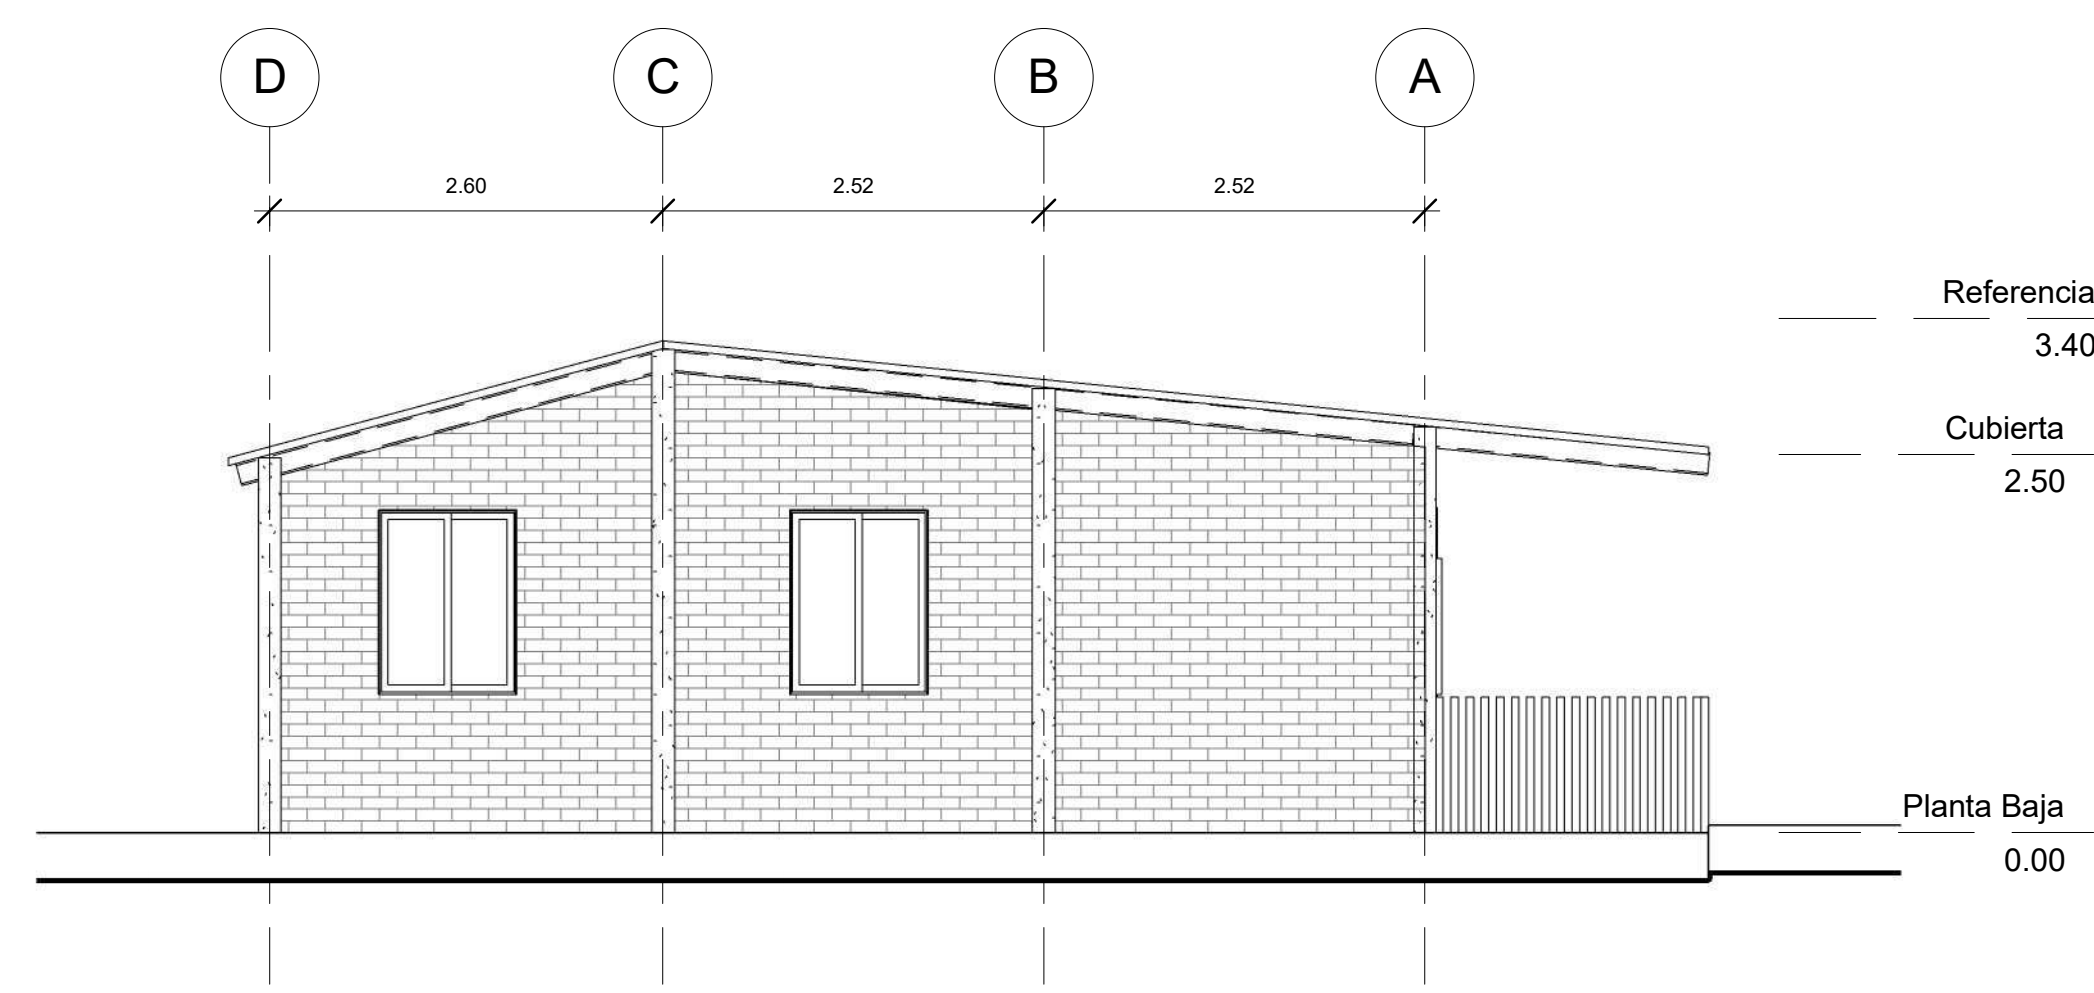 D
C
B
A
2.60
2.52
2.52
Referencia
3.40
Cubierta
2.50
Planta Baja
0.00